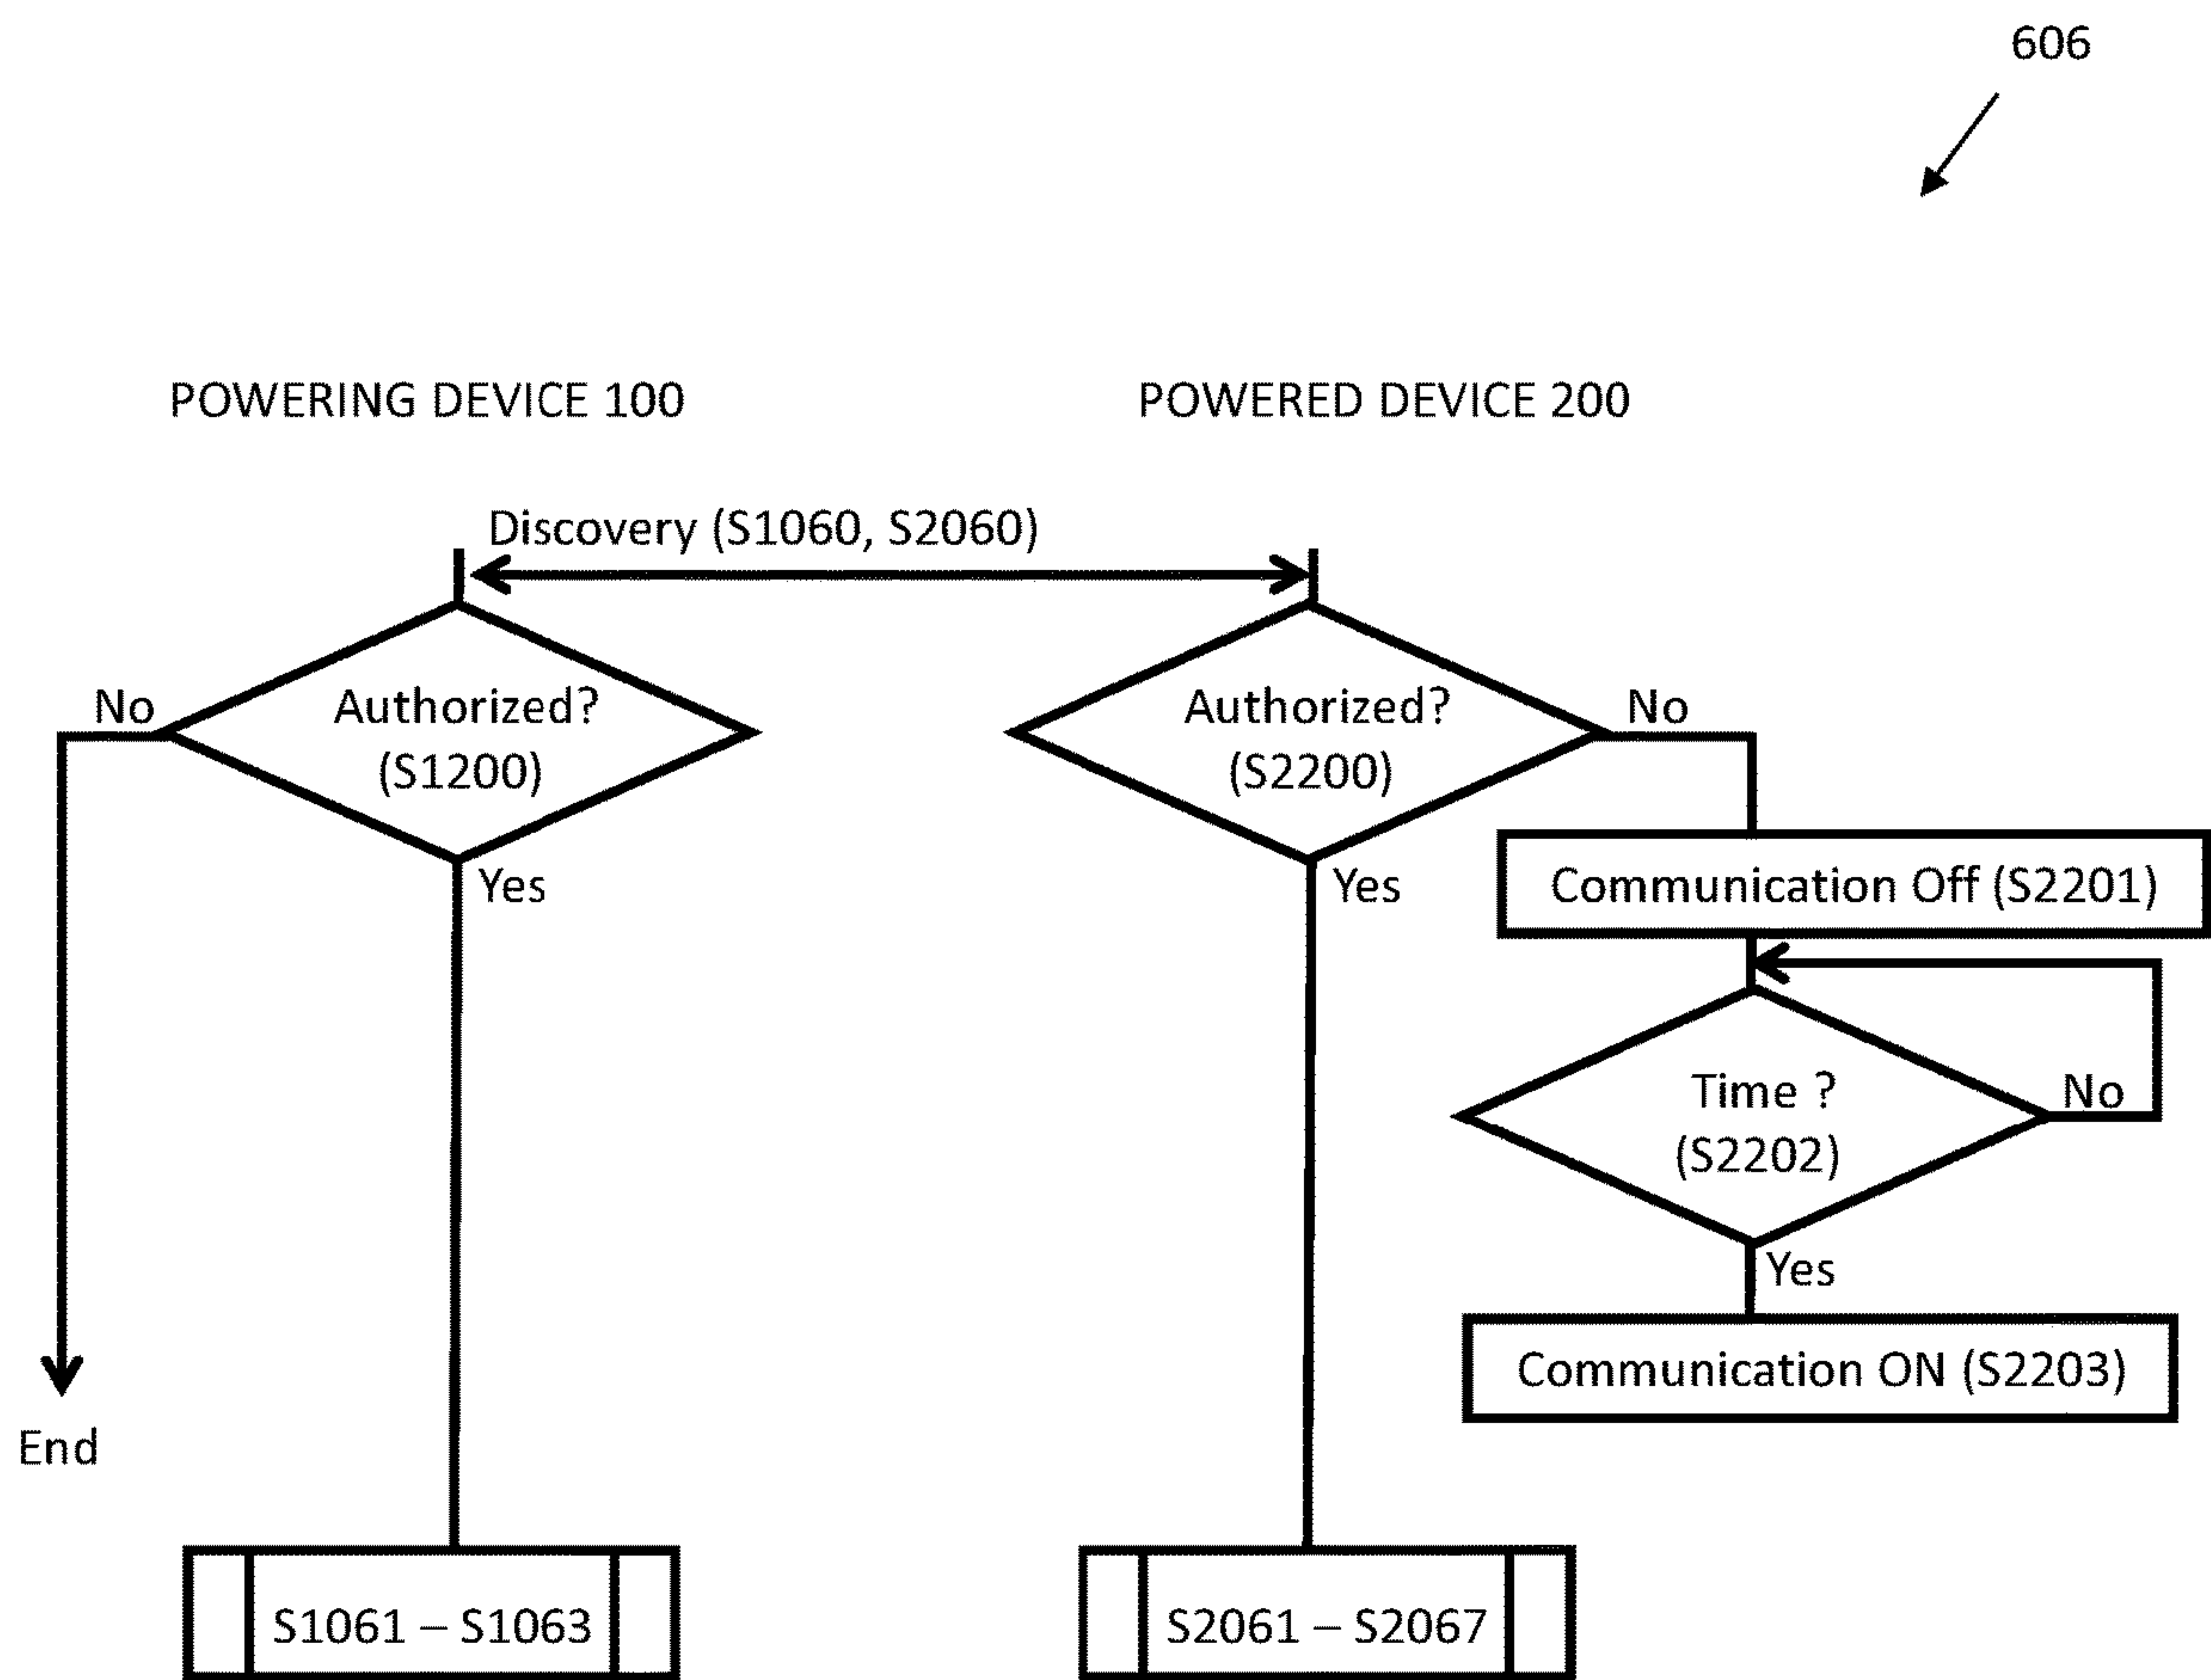 606
POWERING DEVICE 100
POWERED DEVICE 200
Discovery (S1060, S2060)
No
Authorized?
(S1200)
Yes
Authorized?
(S2200)
No
Yes
Communication Off (S2201)
Time ?
(S2202)
No
Yes
Communication ON (S2203)
End
S1061 – S1063
S2061 – S2067